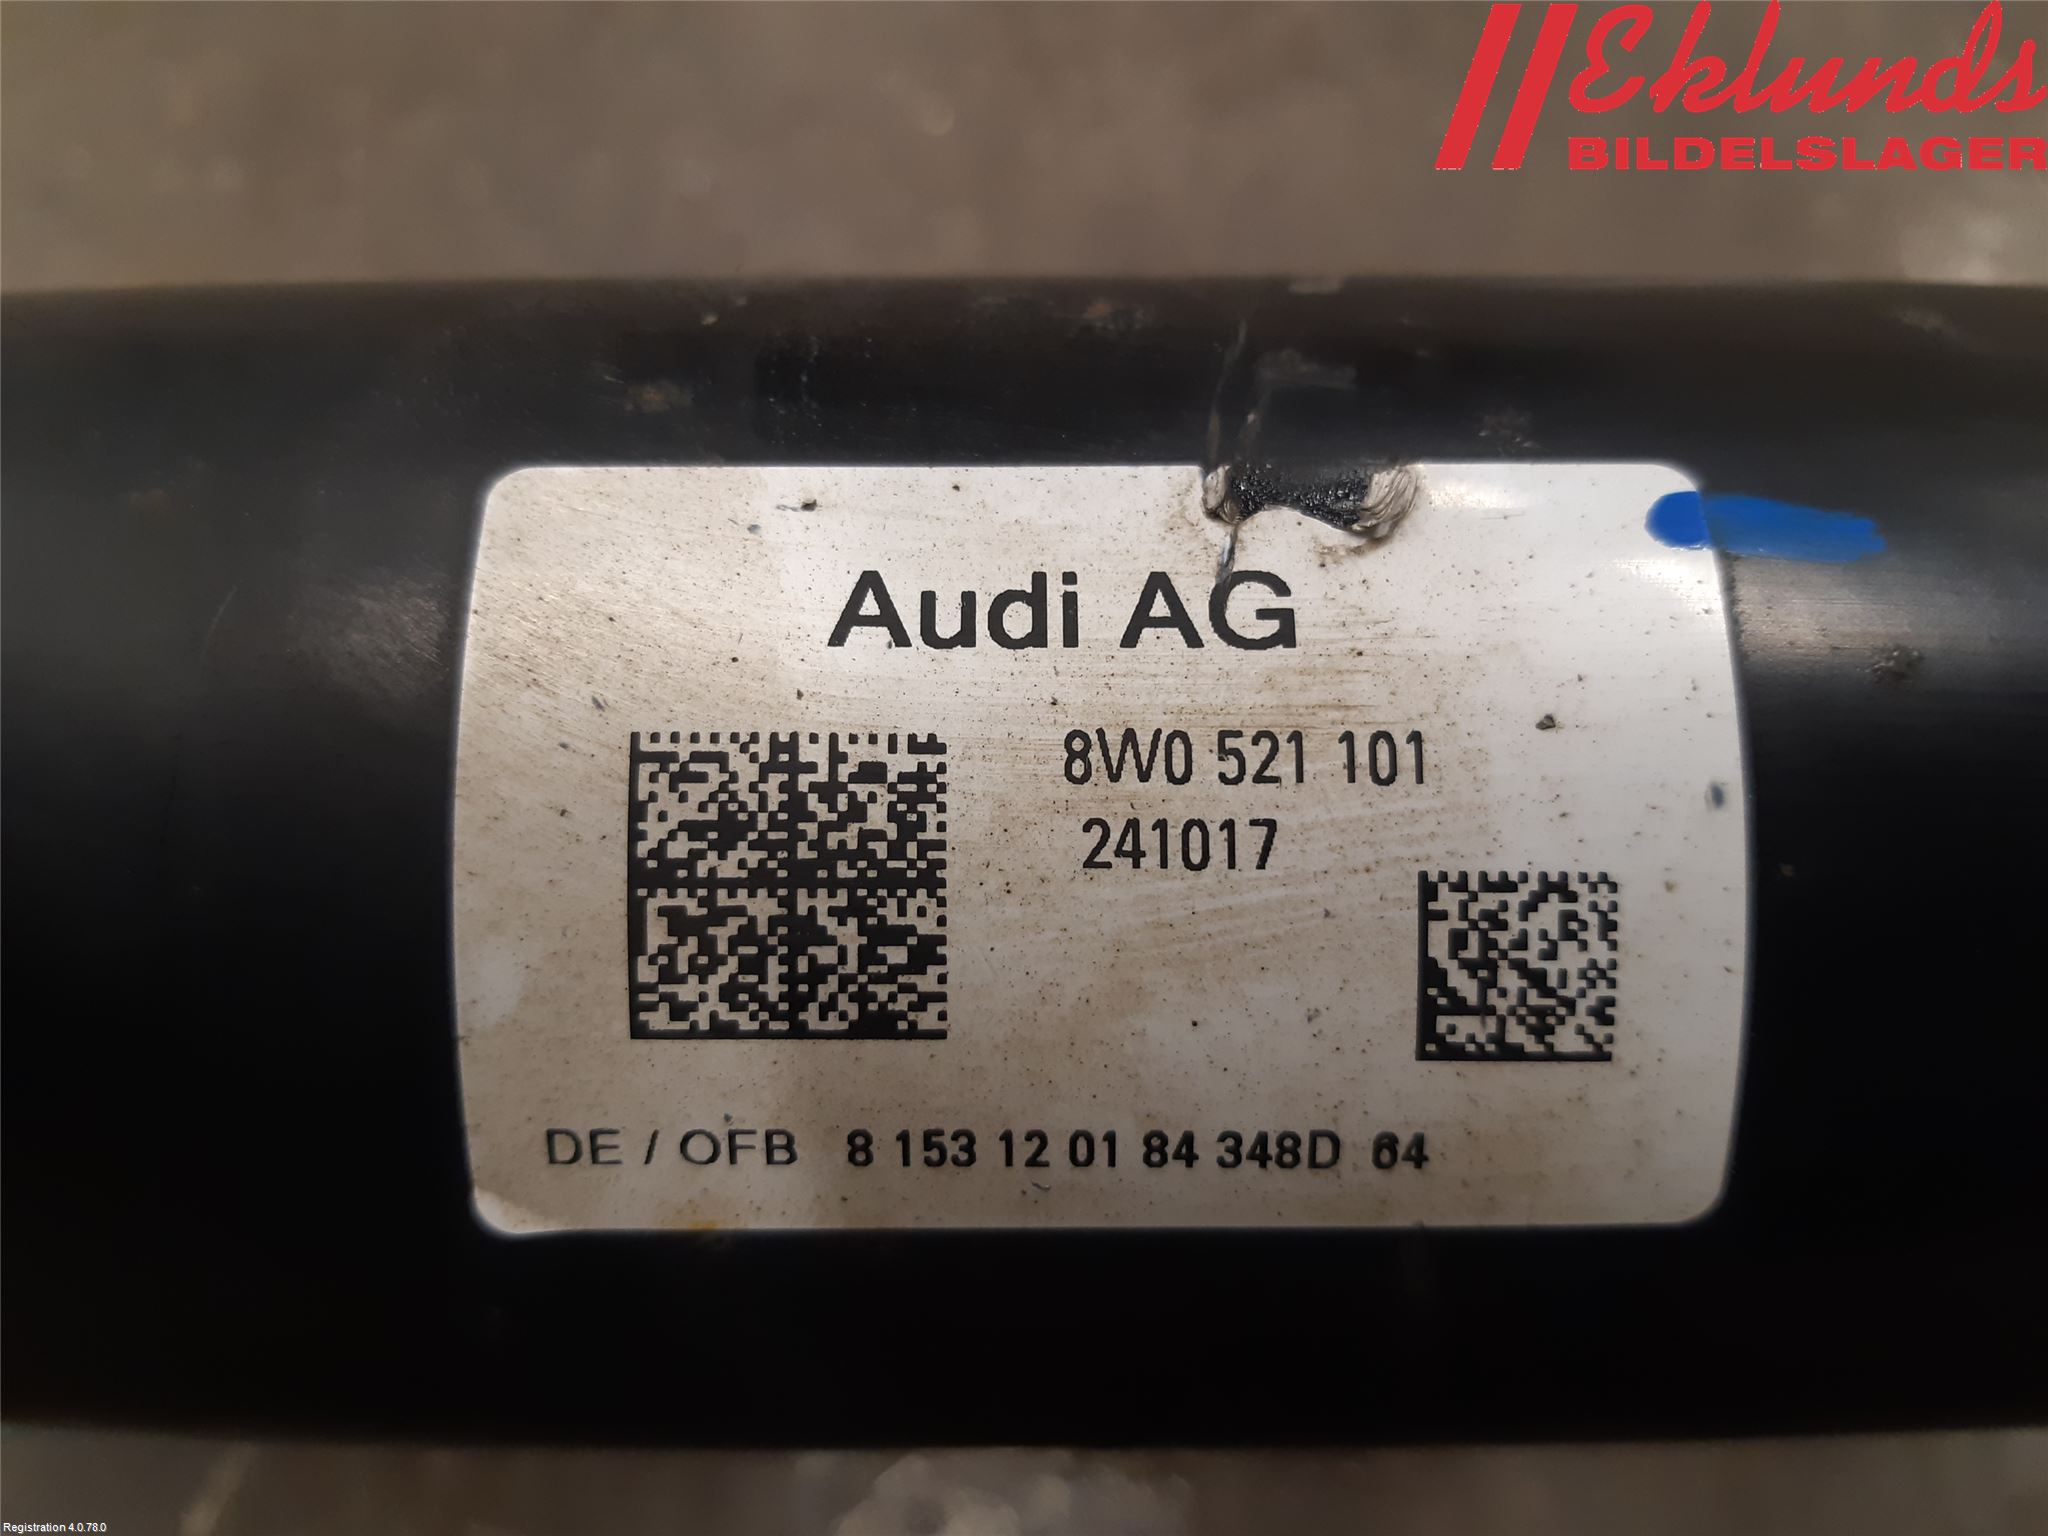 Eklunds
BILDELSLAGER
Audi AG
8W0 521 101
241017
DE / OFB 8 153 12 01 84 348D 64
Registration 4.0.78.0